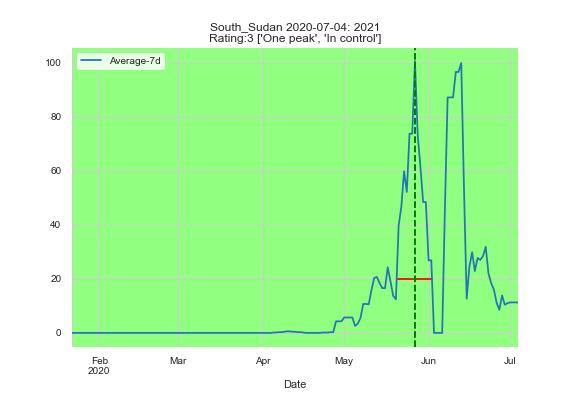 South_Sudan 2020-07-04: 2021
Rating:3 ['One peak', 'In control']
Average-7d
100
80
60
40
20
0
Feb Mar Apr May Jun Jul
2020
Date